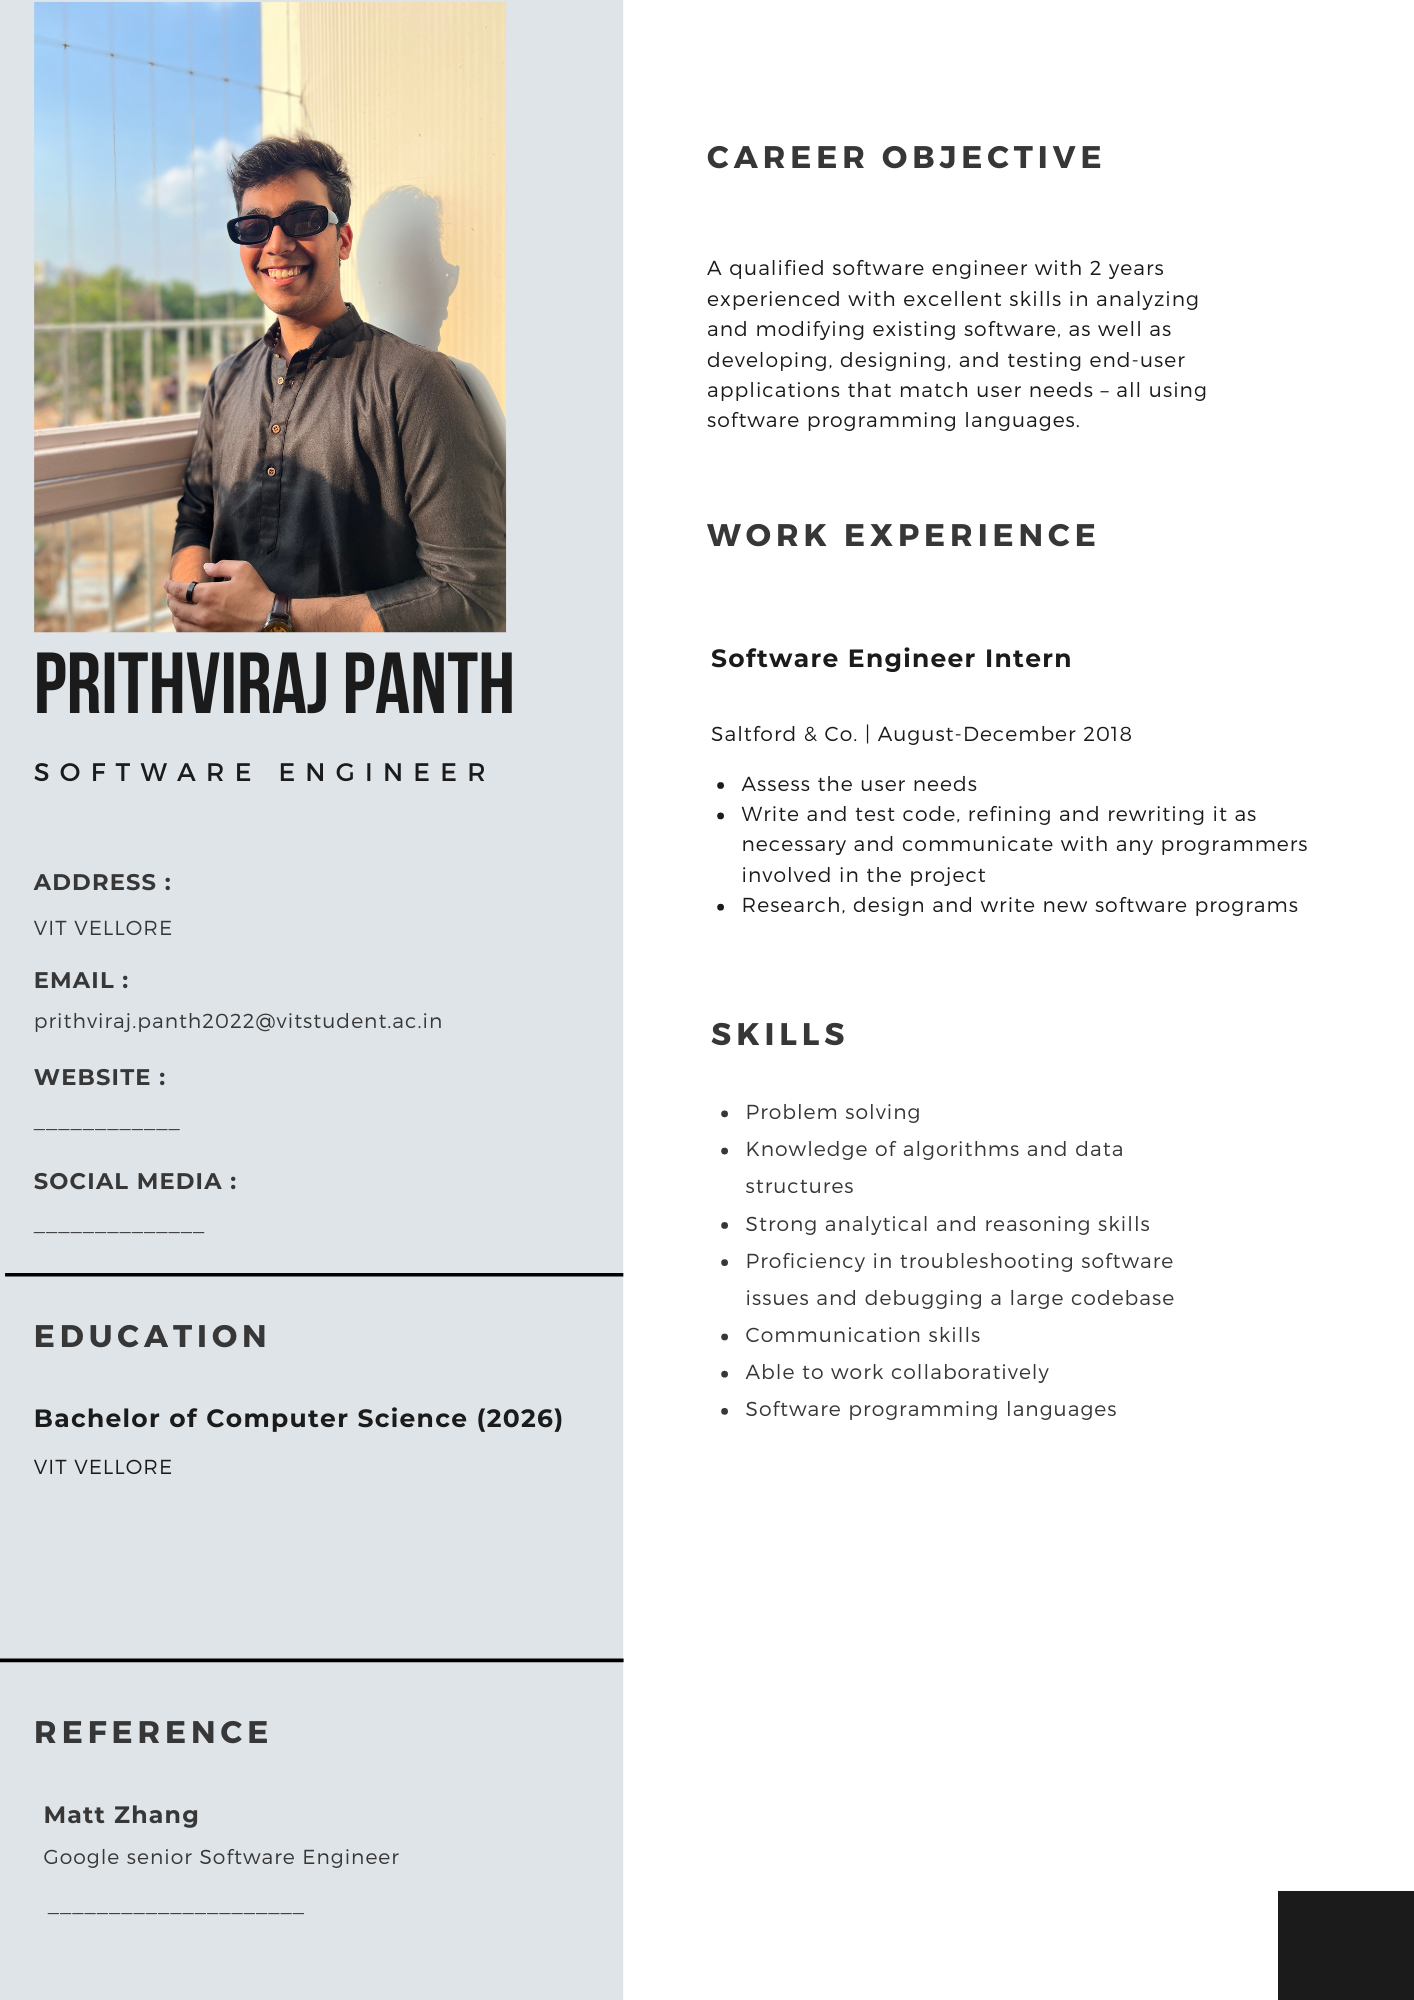 PRITHVIRAJ PANTH
SOFTWARE ENGINEER
ADDRESS :
VIT VELLORE
EMAIL :
prithviraj.panth2022@vitstudent.ac.in
WEBSITE :
____________
SOCIAL MEDIA :
______________
EDUCATION
Bachelor of Computer Science (2026)
VIT VELLORE
REFERENCE
Matt Zhang
Google senior Software Engineer
_____________________
CAREER OBJECTIVE
A qualified software engineer with 2 years
experienced with excellent skills in analyzing
and modifying existing software, as well as
developing, designing, and testing end-user
applications that match user needs – all using
software programming languages.
WORK EXPERIENCE
Software Engineer Intern
Saltford & Co. | August-December 2018
• Assess the user needs
• Write and test code, refining and rewriting it as
necessary and communicate with any programmers
involved in the project
• Research, design and write new software programs
SKILLS
• Problem solving
• Knowledge of algorithms and data
structures
• Strong analytical and reasoning skills
• Proficiency in troubleshooting software
issues and debugging a large codebase
• Communication skills
• Able to work collaboratively
• Software programming languages